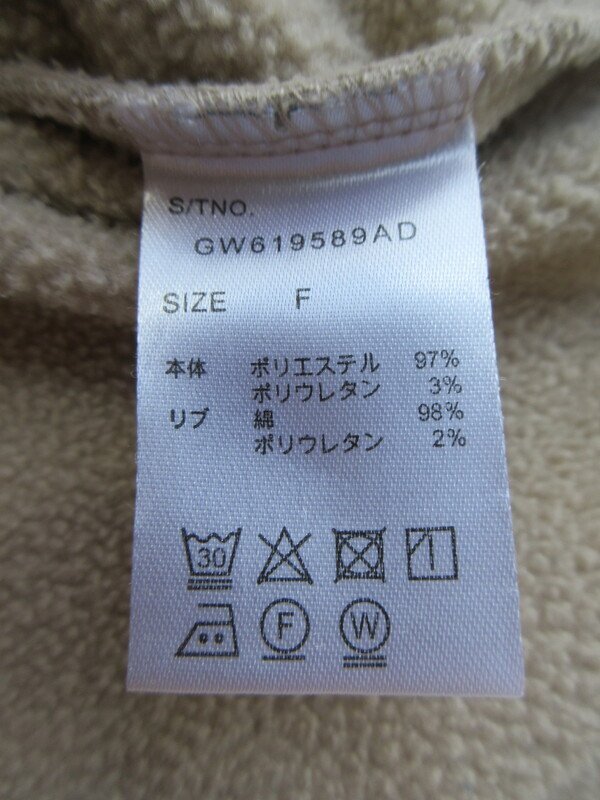 S/TNO.
GW619589AD
SIZE F
本体 ポリエステル 97%
ポリウレタン 3%
リブ 綿 98%
ポリウレタン 2%
30
F W